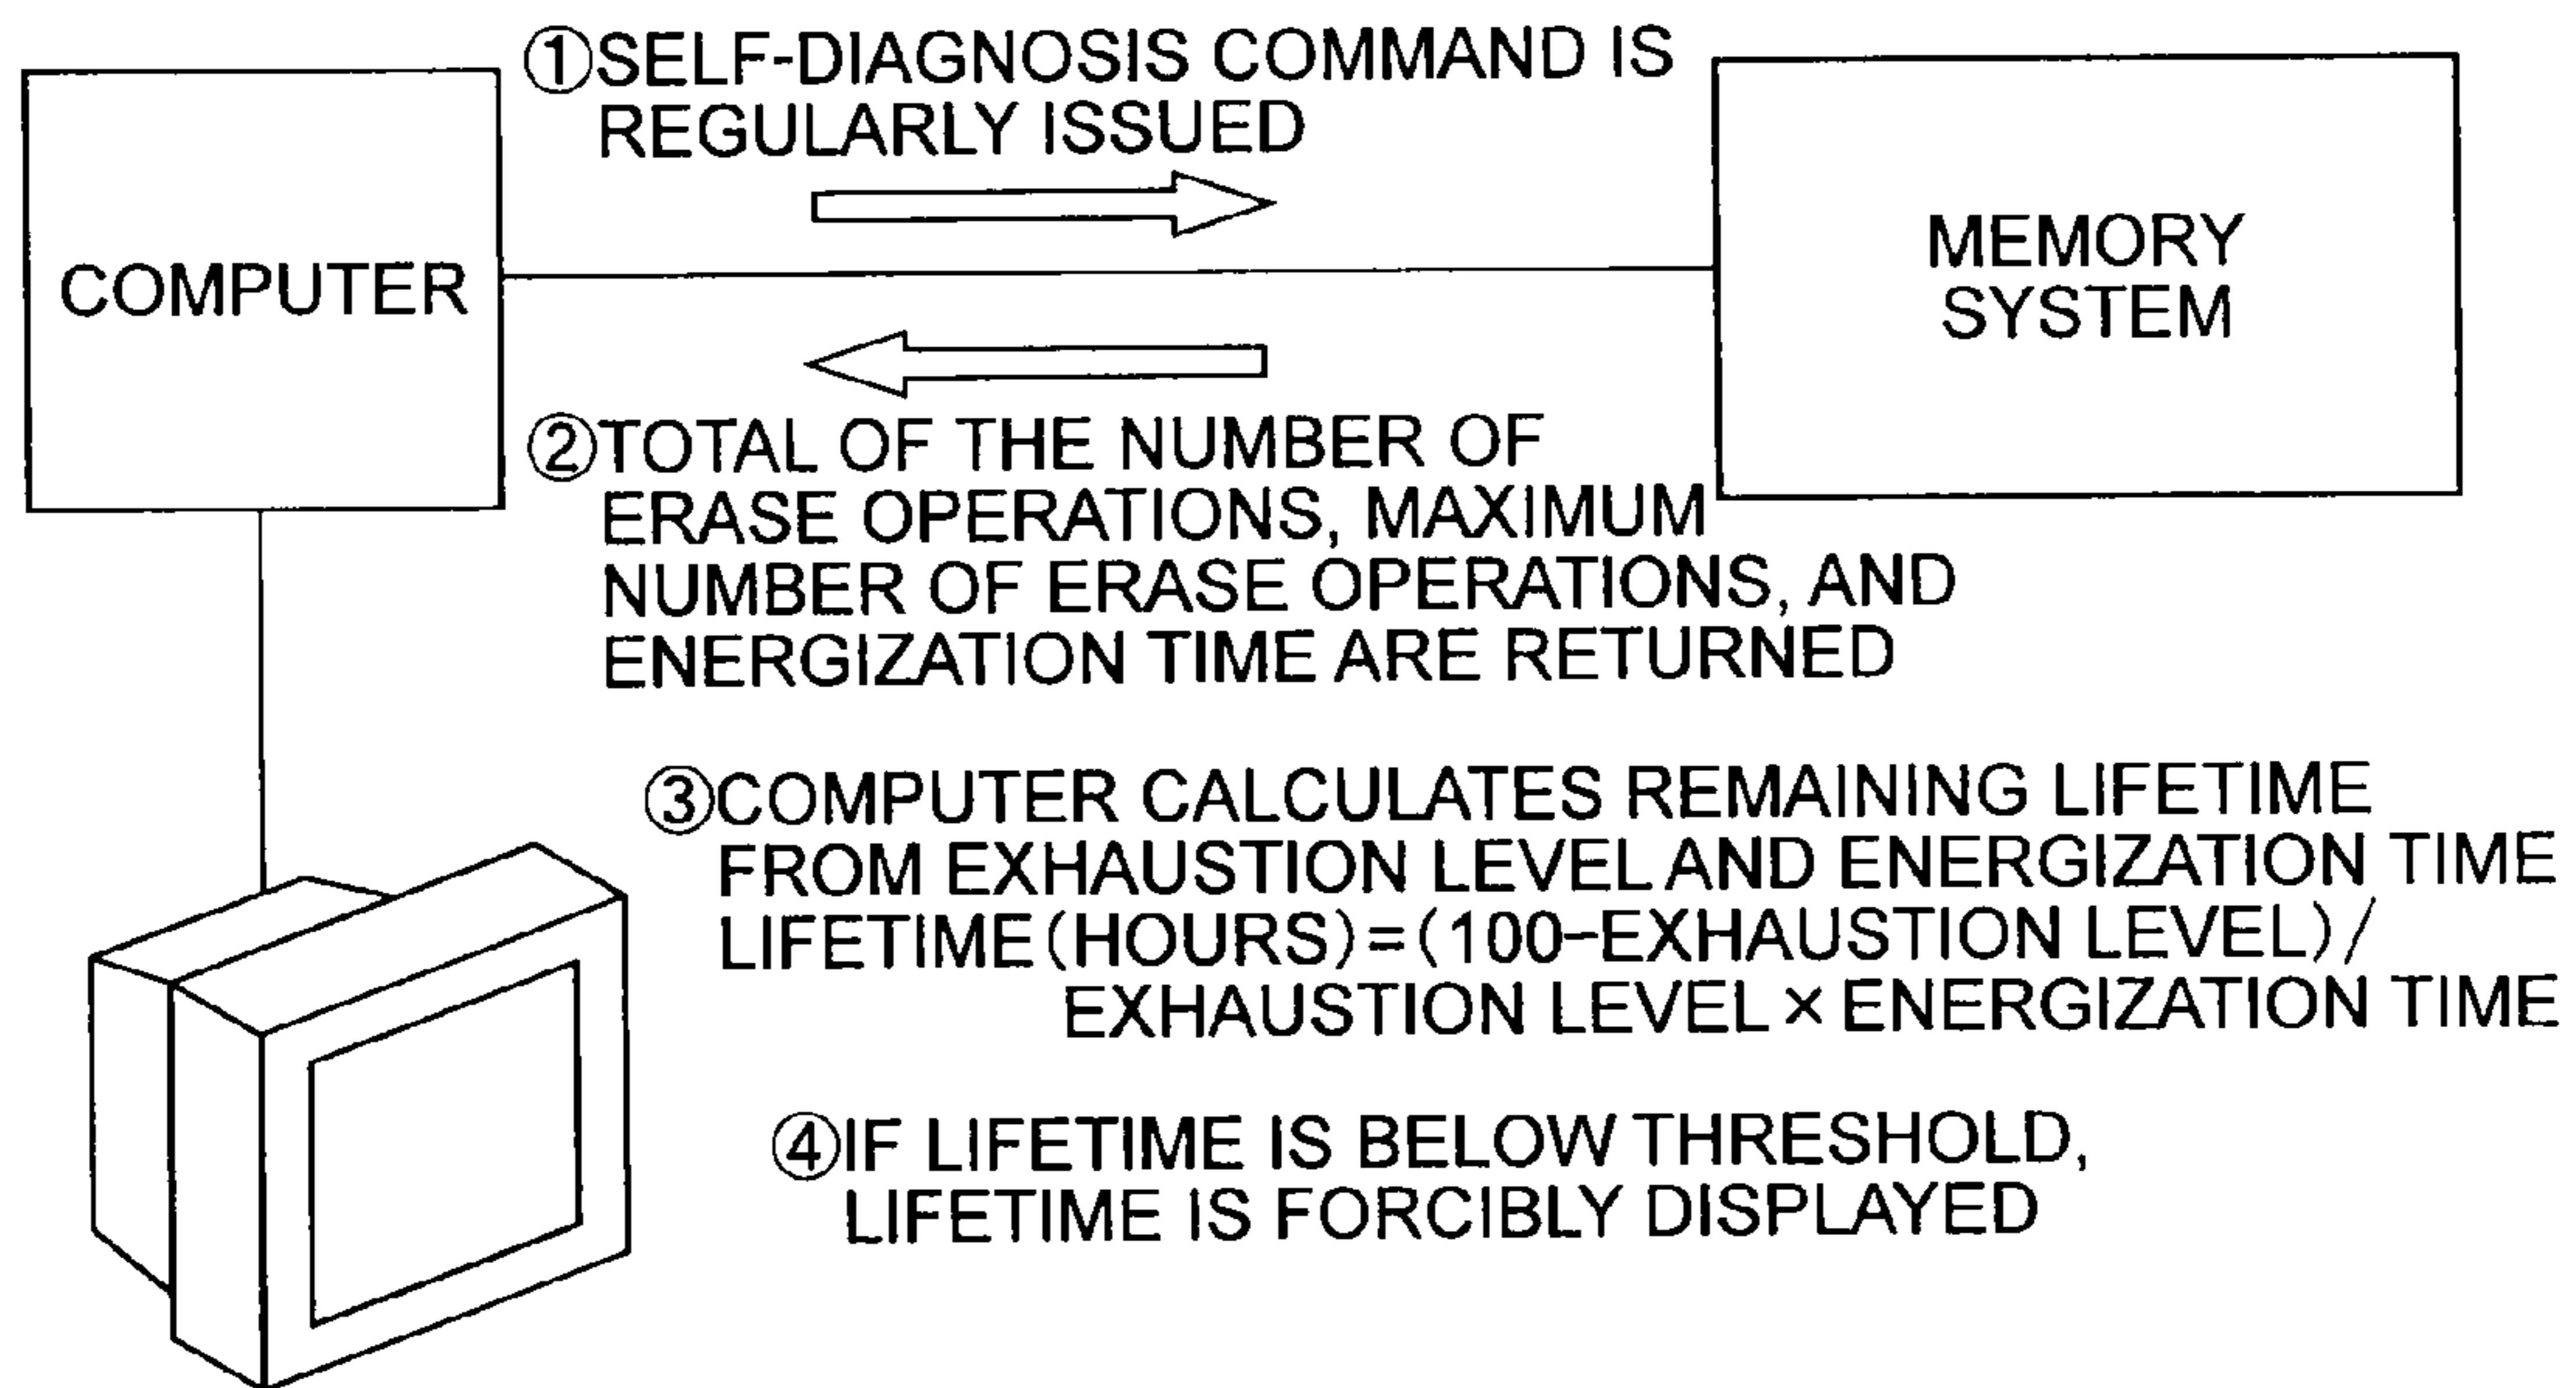 ①SELF-DIAGNOSIS COMMAND IS
REGULARLY ISSUED
COMPUTER
MEMORY
SYSTEM
②TOTAL OF THE NUMBER OF
ERASE OPERATIONS, MAXIMUM
NUMBER OF ERASE OPERATIONS, AND
ENERGIZATION TIME ARE RETURNED
③COMPUTER CALCULATES REMAINING LIFETIME
FROM EXHAUSTION LEVEL AND ENERGIZATION TIME
LIFETIME(HOURS)=(100-EXHAUSTION LEVEL)/
EXHAUSTION LEVEL×ENERGIZATION TIME
④IF LIFETIME IS BELOW THRESHOLD,
LIFETIME IS FORCIBLY DISPLAYED